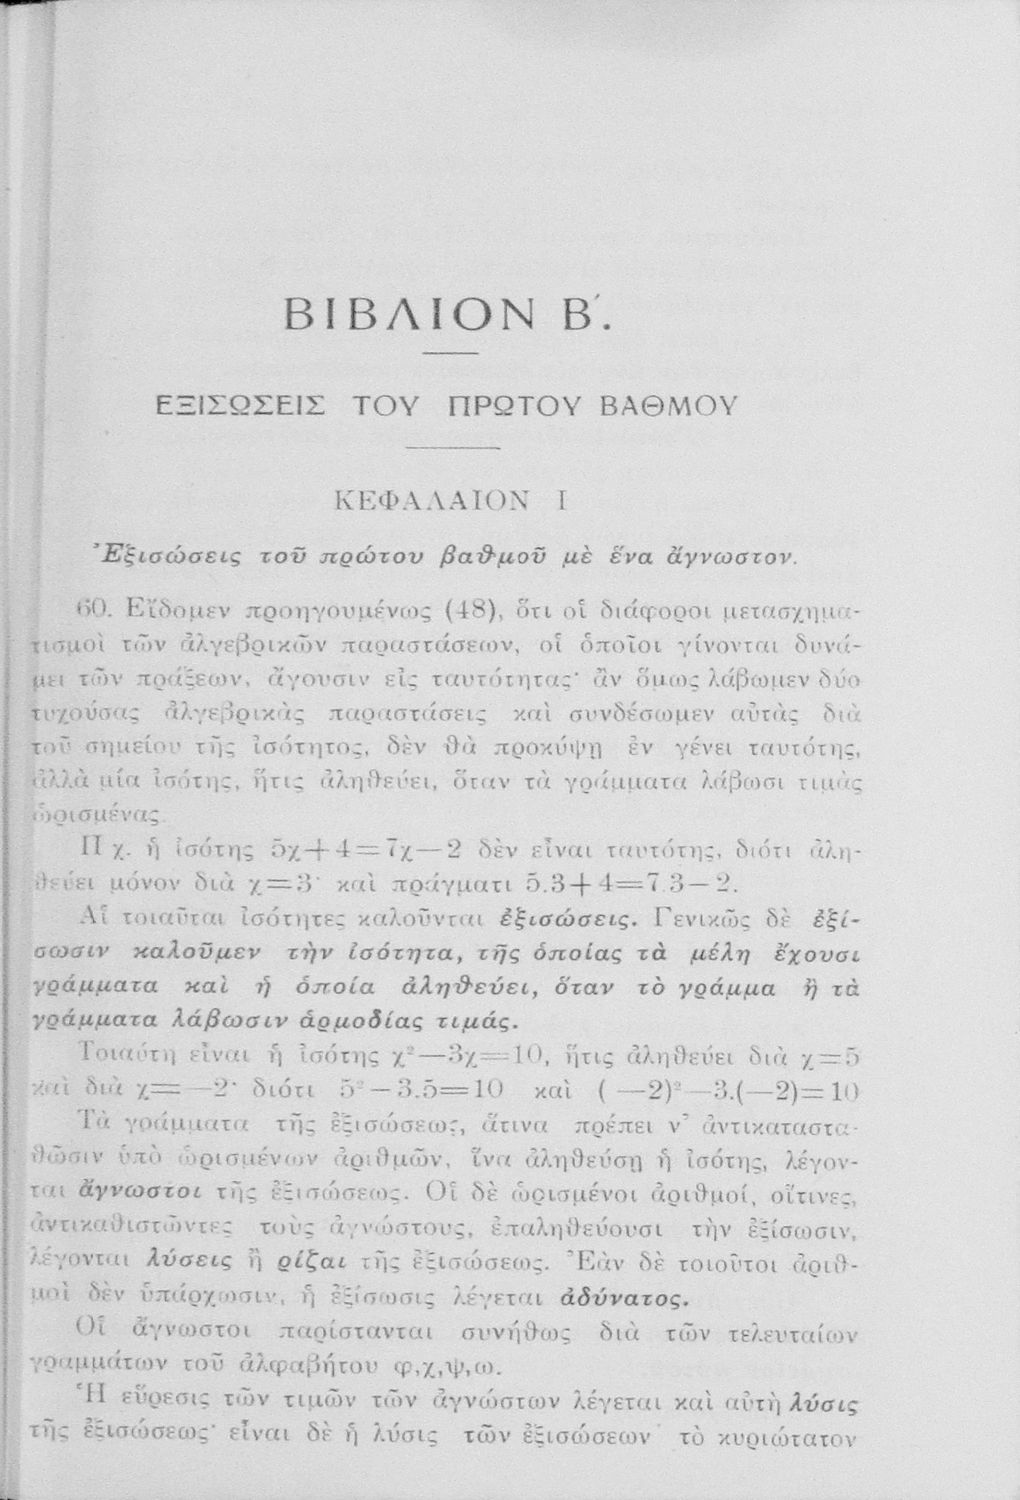 ΒΙΒΛΙΟΝ Β΄.
ΕΞΙΣΩΣΕΙΣ ΤΟΥ ΠΡΩΤΟΥ ΒΑΘΜΟΥ
ΚΕΦΑΛΑΙΟΝ Ι
Ἐξισώσεις τοῦ πρώτου βαθμοῦ μὲ ἕνα ἄγνωστον.
60. Εἴδομεν προηγουμένως (48), ὅτι οἱ διάφοροι μετασχημα-
τισμοὶ τῶν ἀλγεβρικῶν παραστάσεων, οἱ ὁποῖοι γίνονται δυνά-
μει τῶν πράξεων, ἄγουσιν εἰς ταυτότητας· ἂν ὅμως λάβωμεν δύο
τυχούσας ἀλγεβρικὰς παραστάσεις καὶ συνδέσωμεν αὐτὰς διὰ
τοῦ σημείου τῆς ἰσότητος, δὲν θὰ προκύψῃ ἐν γένει ταυτότης,
ἀλλὰ μία ἰσότης, ἥτις ἀληθεύει, ὅταν τὰ γράμματα λάβωσι τιμὰς
ὡρισμένας
Π χ. ἡ ἰσότης 5χ+4=7χ—2 δὲν εἶναι ταυτότης, διότι ἀλη-
θεύει μόνον διὰ χ=3· καὶ πράγματι 5.3+4=7.3—2.
Αἱ τοιαῦται ἰσότητες καλοῦνται ἐξισώσεις. Γενικῶς δὲ ἐξί-
σωσιν καλοῦμεν τὴν ἰσότητα, τῆς ὁποίας τὰ μέλη ἔχουσι
γράμματα καὶ ἡ ὁποία ἀληθεύει, ὅταν τὸ γράμμα ἢ τὰ
γράμματα λάβωσιν ἁρμοδίας τιμάς.
Τοιαύτη εἶναι ἡ ἰσότης χ²—3χ=10, ἥτις ἀληθεύει διὰ χ=5
καὶ διὰ χ= —2· διότι 5²—3.5=10 καὶ ( —2)²—3.(—2)=10
Τὰ γράμματα τῆς ἐξισώσεως, ἅτινα πρέπει ν' ἀντικαταστα-
θῶσιν ὑπὸ ὡρισμένων ἀριθμῶν, ἵνα ἀληθεύσῃ ἡ ἰσότης, λέγον-
ται ἄγνωστοι τῆς ἐξισώσεως. Οἱ δὲ ὡρισμένοι ἀριθμοί, οἵτινες,
ἀντικαθιστῶντες τοὺς ἀγνώστους, ἐπαληθεύουσι τὴν ἐξίσωσιν,
λέγονται λύσεις ἢ ρίζαι τῆς ἐξισώσεως. Ἐὰν δὲ τοιοῦτοι ἀριθ-
μοὶ δὲν ὑπάρχωσιν, ἡ ἐξίσωσις λέγεται ἀδύνατος.
Οἱ ἄγνωστοι παρίστανται συνήθως διὰ τῶν τελευταίων
γραμμάτων τοῦ ἀλφαβήτου φ,χ,ψ,ω.
Ἡ εὕρεσις τῶν τιμῶν τῶν ἀγνώστων λέγεται καὶ αὐτὴ λύσις
τῆς ἐξισώσεως· εἶναι δὲ ἡ λύσις τῶν ἐξισώσεων τὸ κυριώτατον